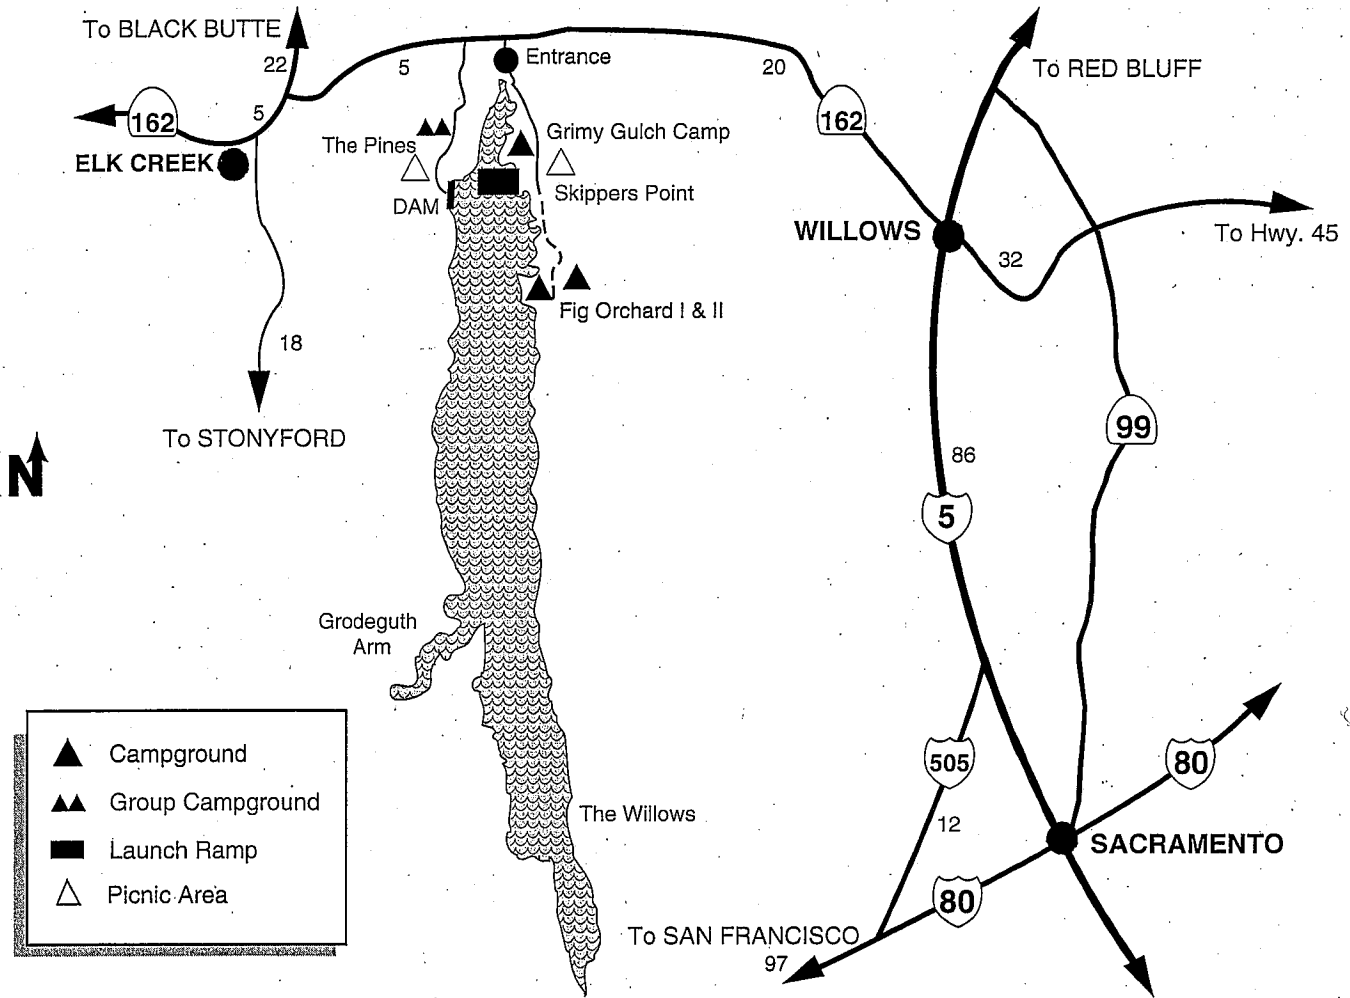 To BLACK BUTTE
22
5
Entrance
20
To RED BLUFF
5
162
162
The Pines
Grimy Gulch Camp
ELK CREEK
DAM
Skippers Point
WILLOWS
32
To Hwy. 45
Fig Orchard I & II
18
To STONYFORD
99
N
86
5
Grodeguth
Arm
505
80
Campground
Group Campground
Launch Ramp
Picnic Area
The Willows
12
SACRAMENTO
80
To SAN FRANCISCO
97